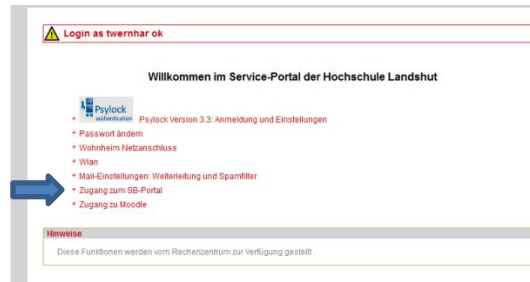 Login as twernhar ok
Willkommen im Service-Portal der Hochschule Landshut
Psylock
authentication
Psylock Version 3.3: Anmeldung und Einstellungen
Passwort ändern
Wohnheim Netzanschluss
Wlan
Mail-Einstellungen: Weiterleitung und Spamfilter
Zugang zum SB-Portal
Zugang zu Moodle
Hinweise
Diese Funktionen werden vom Rechenzentrum zur Verfügung gestellt.